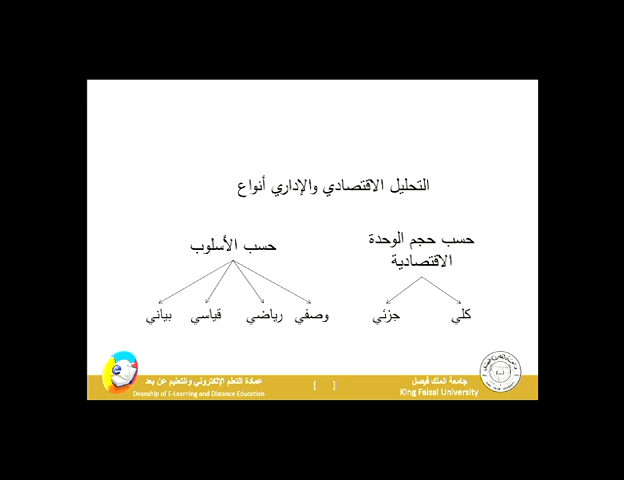 التحليل الاقتصادي والإداري أنواع
حسب حجم الوحدة
الاقتصادية
كلي
جزئي
حسب الأسلوب
وصفي
رياضي
قياسي
بياني
جامعة الملك فيصل
King Faisal University
[ ]
عمادة التعلم الإلكتروني والتعليم عن بعد
Deanship of E-Learning and Distance Education